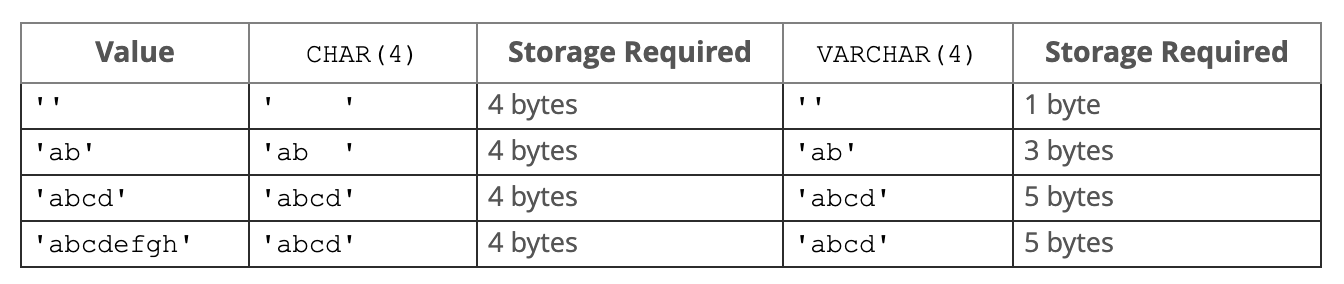 Value CHAR(4) Storage Required VARCHAR(4) Storage Required
'' '    ' 4 bytes '' 1 byte
'ab' 'ab  ' 4 bytes 'ab' 3 bytes
'abcd' 'abcd' 4 bytes 'abcd' 5 bytes
'abcdefgh' 'abcd' 4 bytes 'abcd' 5 bytes